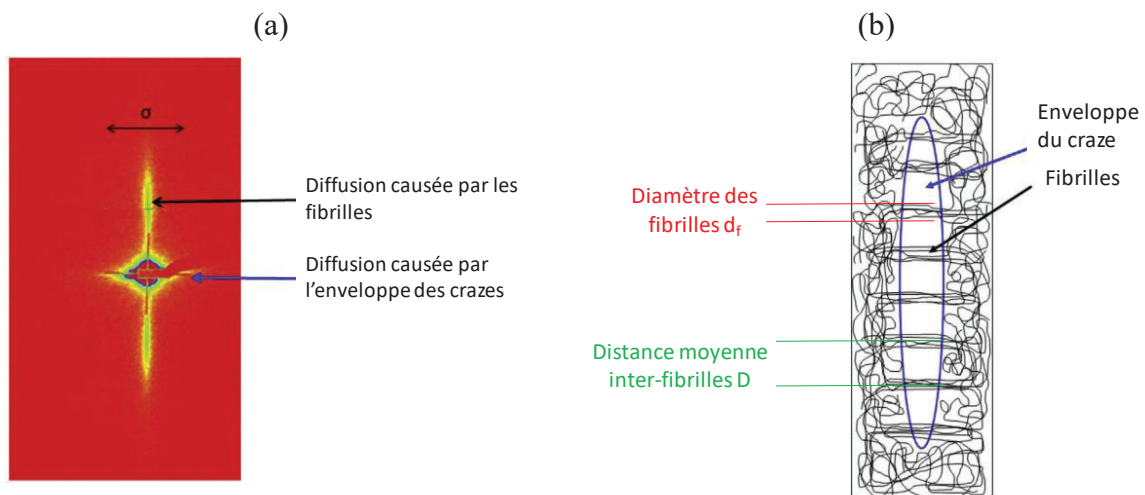 (a)
σ
Diffusion causée par les
fibrilles
Diffusion causée par
l'enveloppe des crazes
(b)
Enveloppe
du craze
Fibrilles
Diamètre des
fibrilles df
Distance moyenne
inter-fibrilles D